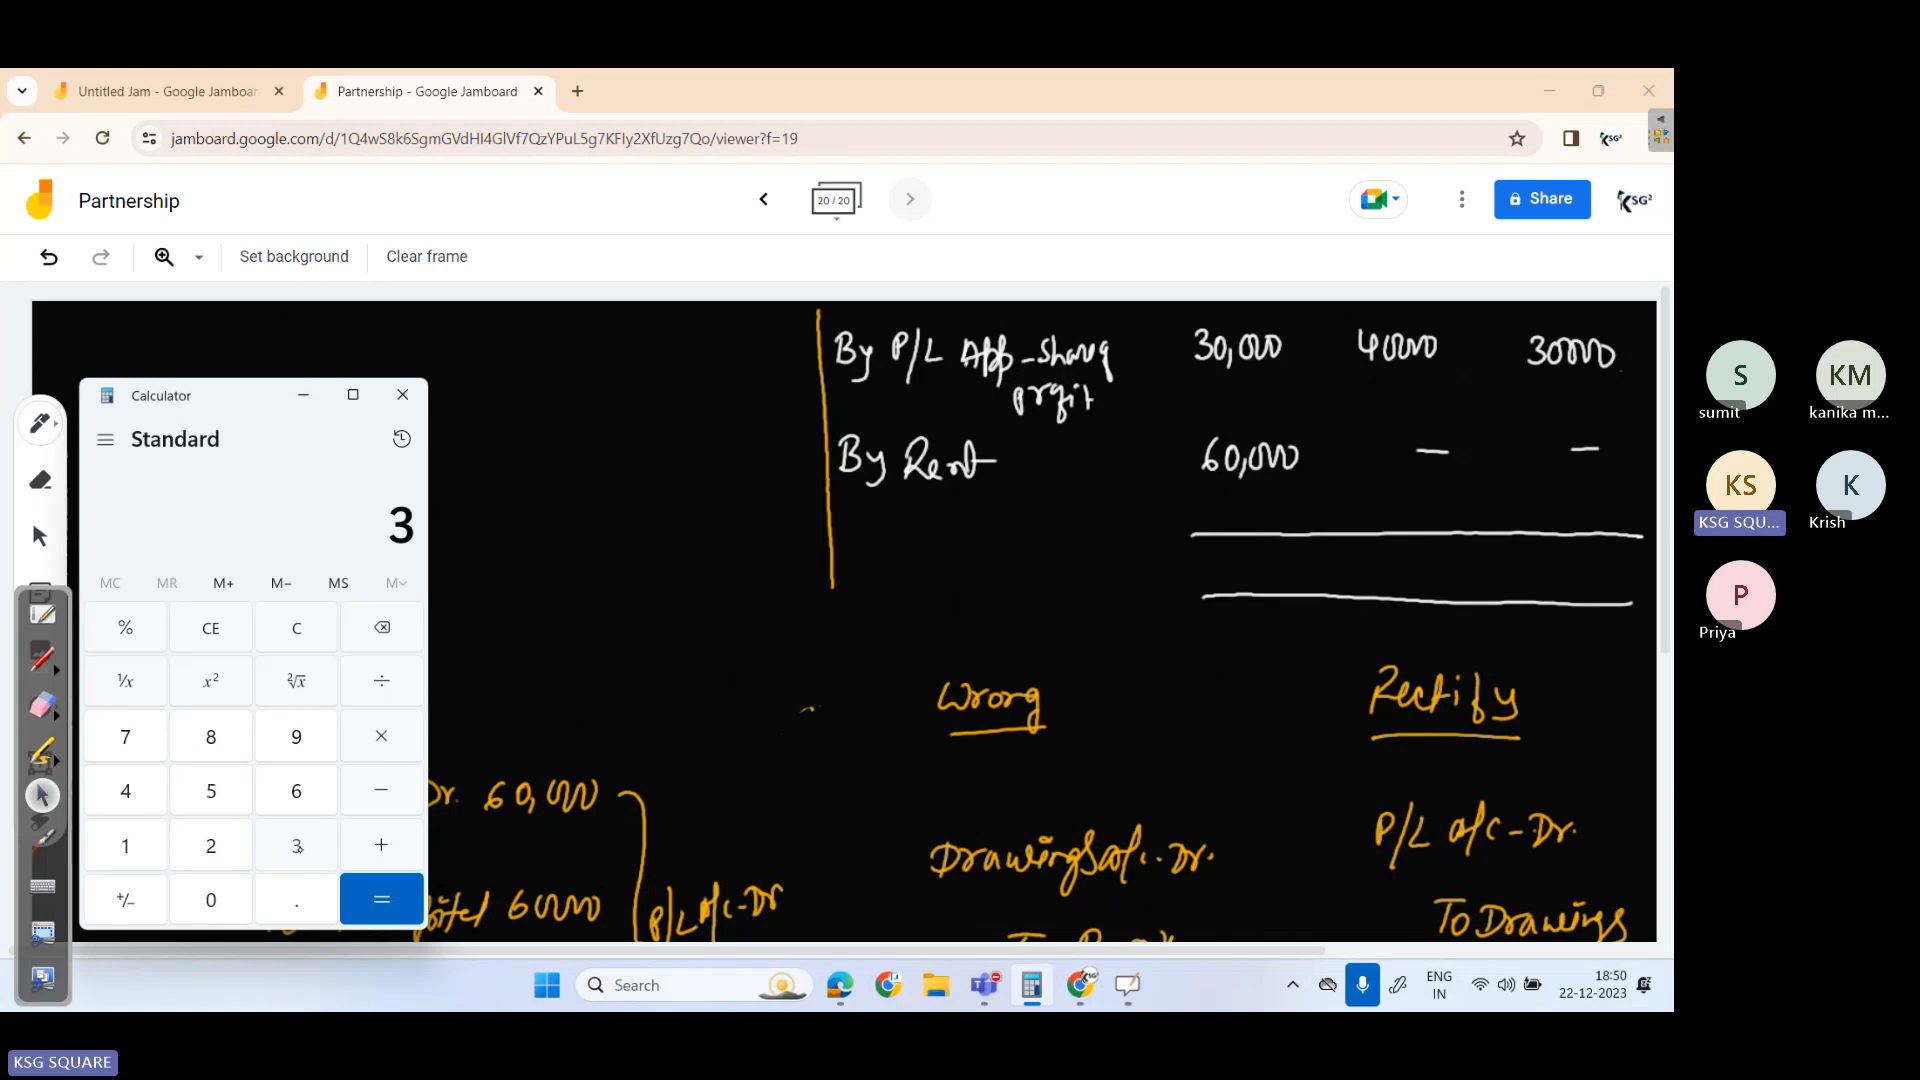 Untitled Jam - Google Jamboar
Partnership - Google Jamboard
jamboard.google.com/d/1Q4wS8k6SgmGVdHI4GlVf7QzYPuL5g7KFIy2XfUzg7Qo/viewer?f=19
KSG²
Partnership
20 / 20
Share
KSG²
Set background
Clear frame
By P/L App - sharing 30,000 40000 30000
profit
By Rent 60,000 — —
Calculator
Standard
3
MC MR M+ M− MS M
% CE C
¹/x x² ²√x ÷
7 8 9 ×
4 5 6 −
1 2 3 +
+/− 0 . =
Wrong Rectify
Dr. 60,000
Drawings a/c. Dr. P/L a/c - Dr.
6000
P/L a/c - Dr
To Drawings
S
sumit
KM
kanika m...
KS
KSG SQU...
K
Krish
P
Priya
Search
ENG
IN
18:50
22-12-2023
KSG SQUARE